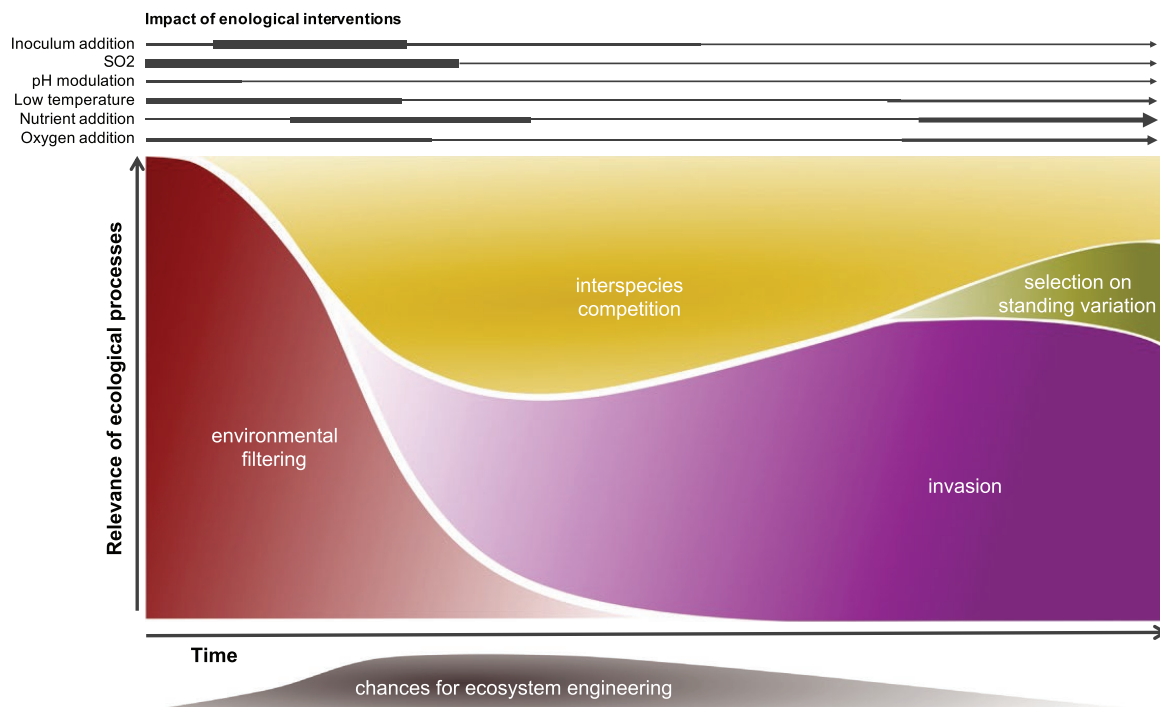 Impact of enological interventions
Inoculum addition
SO2
pH modulation
Low temperature
Nutrient addition
Oxygen addition
Relevance of ecological processes
interspecies
competition
selection on
standing variation
environmental
filtering
invasion
Time
chances for ecosystem engineering